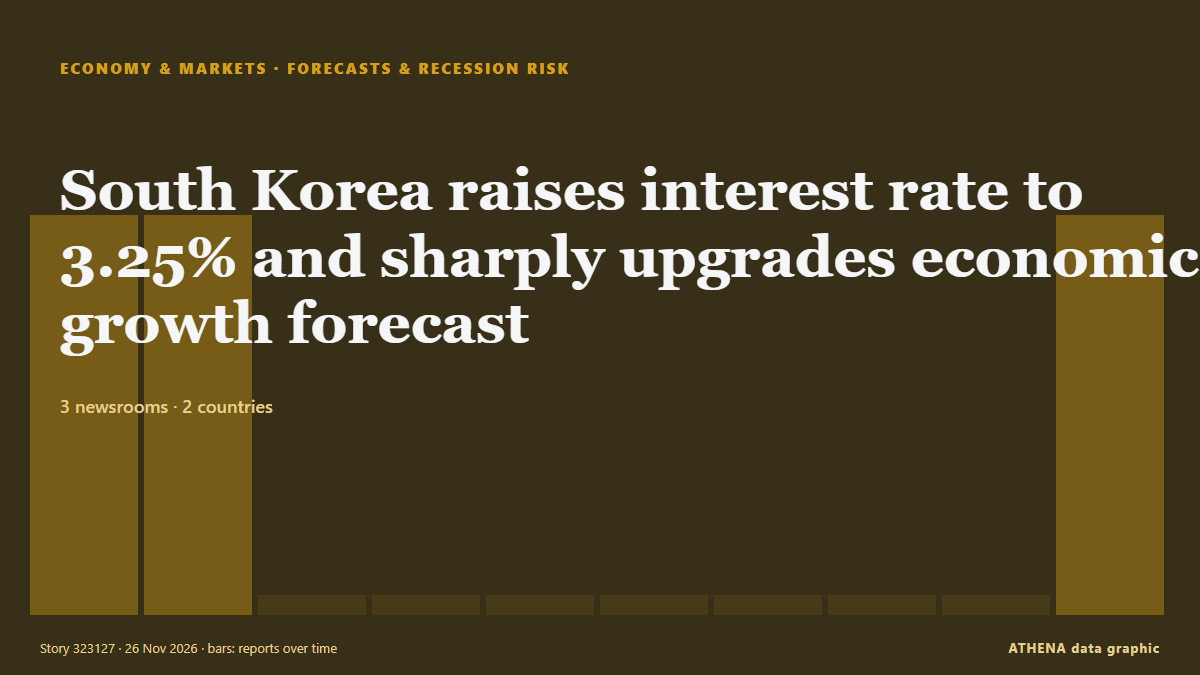 ECONOMY & MARKETS · FORECASTS & RECESSION RISK
South Korea raises interest rate to
3.25% and sharply upgrades economic
growth forecast
3 newsrooms · 2 countries
Story 323127 · 26 Nov 2026 · bars: reports over time
ATHENA data graphic